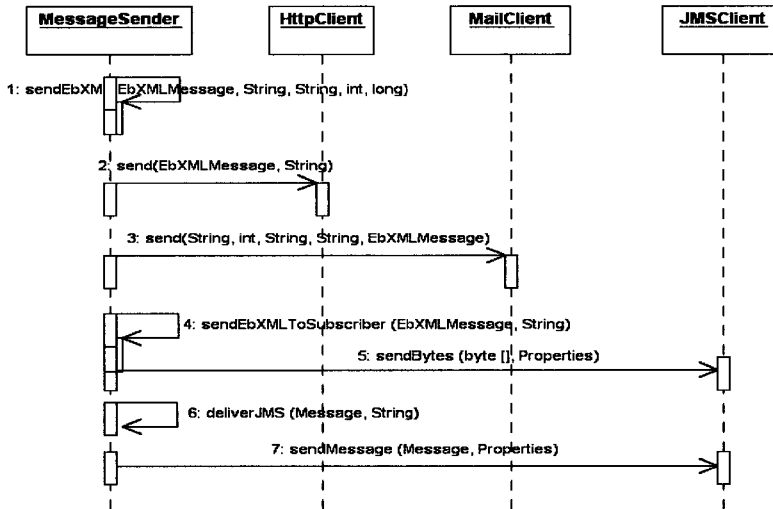 MessageSender
HttpClient
MailClient
JMSClient
1: sendEbXM EbXMLMessage, String, String, int, long)
2: send(EbXMLMessage, String)
3: send(String, int, String, String, EbXMLMessage)
4: sendEbXMLToSubscriber (EbXMLMessage, String)
5: sendBytes (byte [], Properties)
6: deliverJMS (Message, String)
7: sendMessage (Message, Properties)